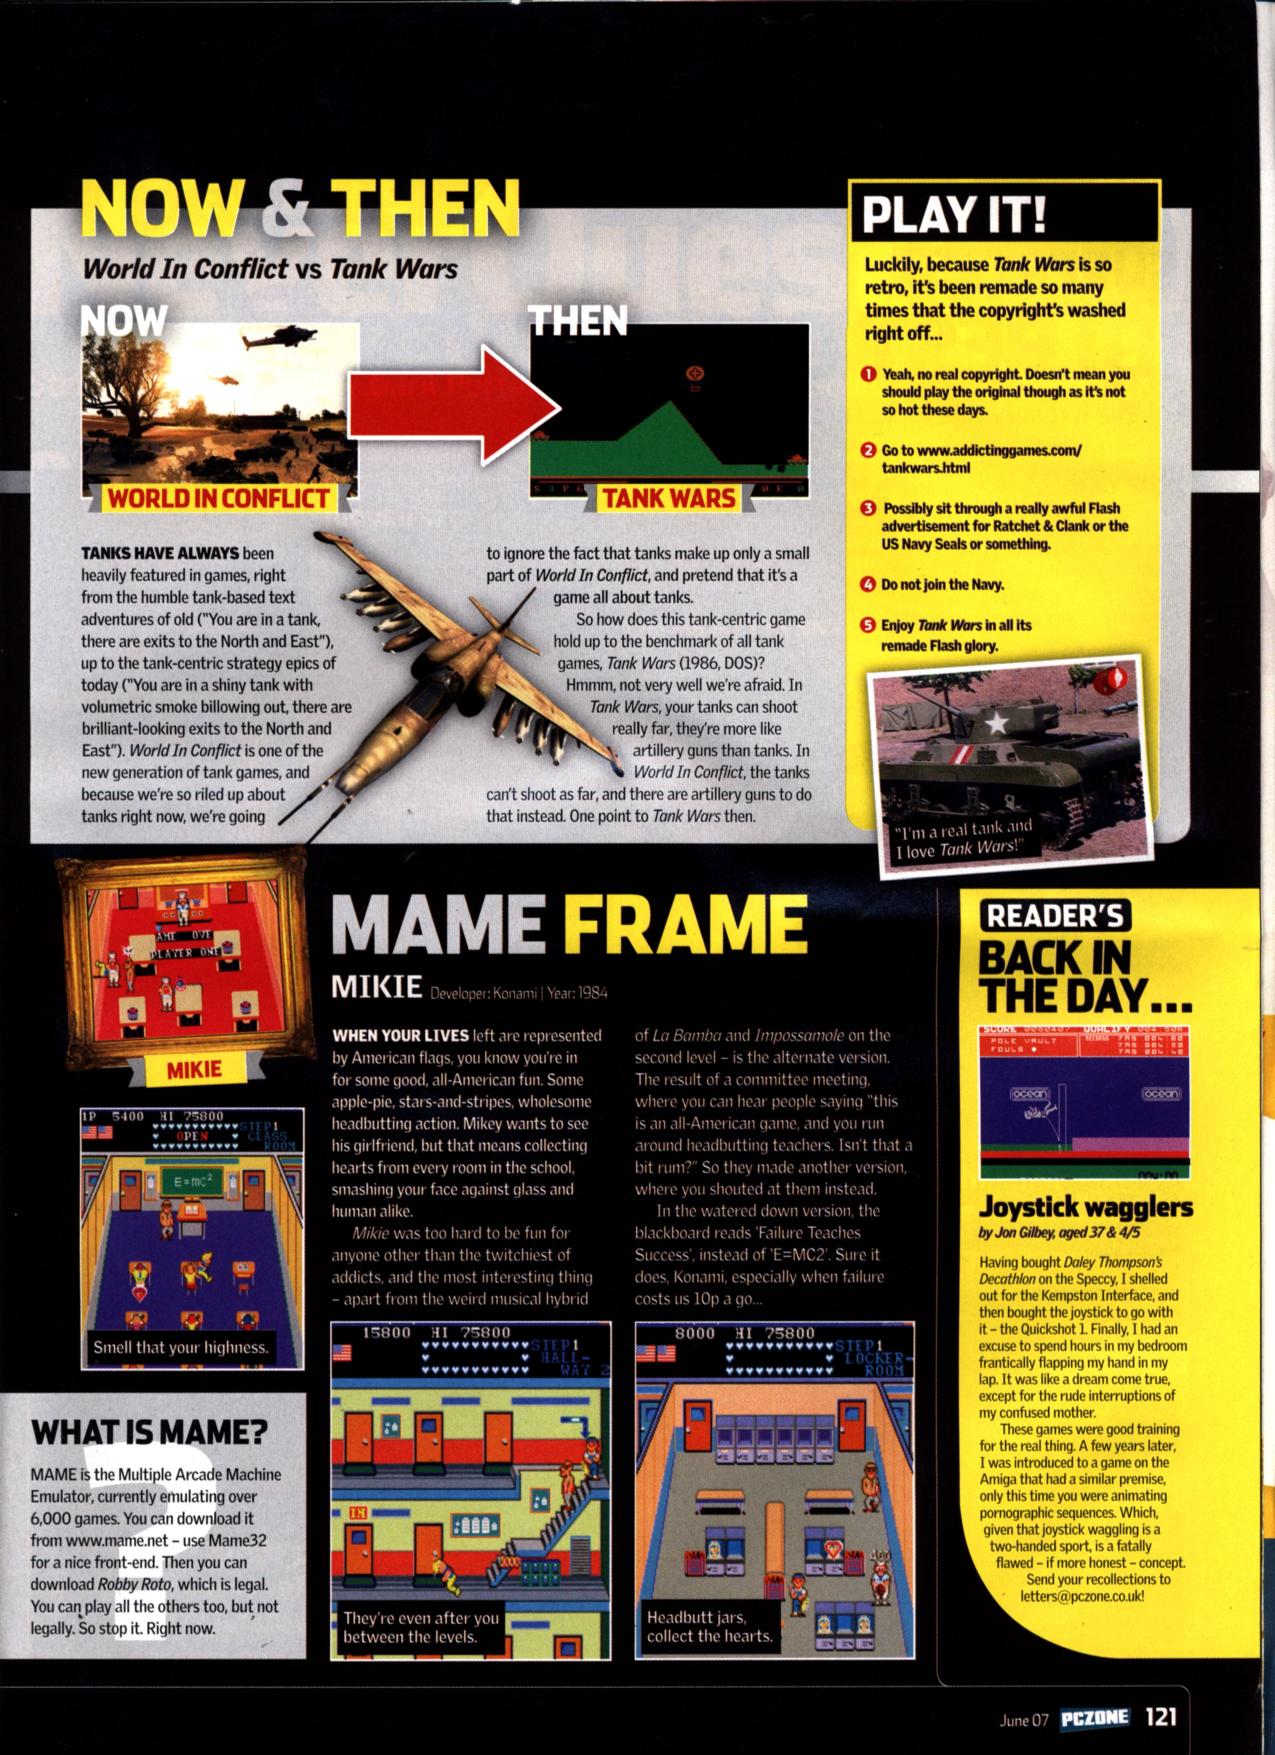 NOW & THEN
World In Conflict vs Tank Wars
NOW
WORLD IN CONFLICT
THEN
TANK WARS
TANKS HAVE ALWAYS been
heavily featured in games, right
from the humble tank-based text
adventures of old ("You are in a tank,
there are exits to the North and East"),
up to the tank-centric strategy epics of
today ("You are in a shiny tank with
volumetric smoke billowing out, there are
brilliant-looking exits to the North and
East"). World In Conflict is one of the
new generation of tank games, and
because we're so riled up about
tanks right now, we're going
to ignore the fact that tanks make up only a small
part of World In Conflict, and pretend that it's a
game all about tanks.
So how does this tank-centric game
hold up to the benchmark of all tank
games, Tank Wars (1986, DOS)?
Hmmm, not very well we're afraid. In
Tank Wars, your tanks can shoot
really far, they're more like
artillery guns than tanks. In
World In Conflict, the tanks
can't shoot as far, and there are artillery guns to do
that instead. One point to Tank Wars then.
PLAY IT!
Luckily, because Tank Wars is so
retro, it's been remade so many
times that the copyright's washed
right off...
1 Yeah, no real copyright. Doesn't mean you
should play the original though as it's not
so hot these days.
2 Go to www.addictinggames.com/
tankwars.html
3 Possibly sit through a really awful Flash
advertisement for Ratchet & Clank or the
US Navy Seals or something.
4 Do not join the Navy.
5 Enjoy Tank Wars in all its
remade Flash glory.
"I'm a real tank and
I love Tank Wars!"
AME OVE
PLAYER ONE
MIKIE
1P 5400 HI 75800
STEP1
OPEN CLASS
ROOM
E=mc²
Smell that your highness.
MAME FRAME
MIKIE Developer: Konami | Year: 1984
WHEN YOUR LIVES left are represented
by American flags, you know you're in
for some good, all-American fun. Some
apple-pie, stars-and-stripes, wholesome
headbutting action. Mikey wants to see
his girlfriend, but that means collecting
hearts from every room in the school,
smashing your face against glass and
human alike.
Mikie was too hard to be fun for
anyone other than the twitchiest of
addicts, and the most interesting thing
– apart from the weird musical hybrid
of La Bamba and Impossamole on the
second level – is the alternate version.
The result of a committee meeting,
where you can hear people saying "this
is an all-American game, and you run
around headbutting teachers. Isn't that a
bit rum?" So they made another version,
where you shouted at them instead.
In the watered down version, the
blackboard reads 'Failure Teaches
Success', instead of 'E=MC2'. Sure it
does, Konami, especially when failure
costs us 10p a go...
15800 HI 75800
STEP1
HALL-
WAY 2
IN
They're even after you
between the levels.
8000 HI 75800
STEP1
LOCKER-
ROOM
Headbutt jars,
collect the hearts.
WHAT IS MAME?
MAME is the Multiple Arcade Machine
Emulator, currently emulating over
6,000 games. You can download it
from www.mame.net – use Mame32
for a nice front-end. Then you can
download Robby Roto, which is legal.
You can play all the others too, but not
legally. So stop it. Right now.
READER'S
BACK IN
THE DAY...
SCORE QUALIFY
POLE VAULT
FOULS
RECORDS
ocean
ocean
Joystick wagglers
by Jon Gilbey, aged 37 & 4/5
Having bought Daley Thompson's
Decathlon on the Speccy, I shelled
out for the Kempston Interface, and
then bought the joystick to go with
it – the Quickshot 1. Finally, I had an
excuse to spend hours in my bedroom
frantically flapping my hand in my
lap. It was like a dream come true,
except for the rude interruptions of
my confused mother.
These games were good training
for the real thing. A few years later,
I was introduced to a game on the
Amiga that had a similar premise,
only this time you were animating
pornographic sequences. Which,
given that joystick waggling is a
two-handed sport, is a fatally
flawed – if more honest – concept.
Send your recollections to
letters@pczone.co.uk!
June 07 PCZONE 121